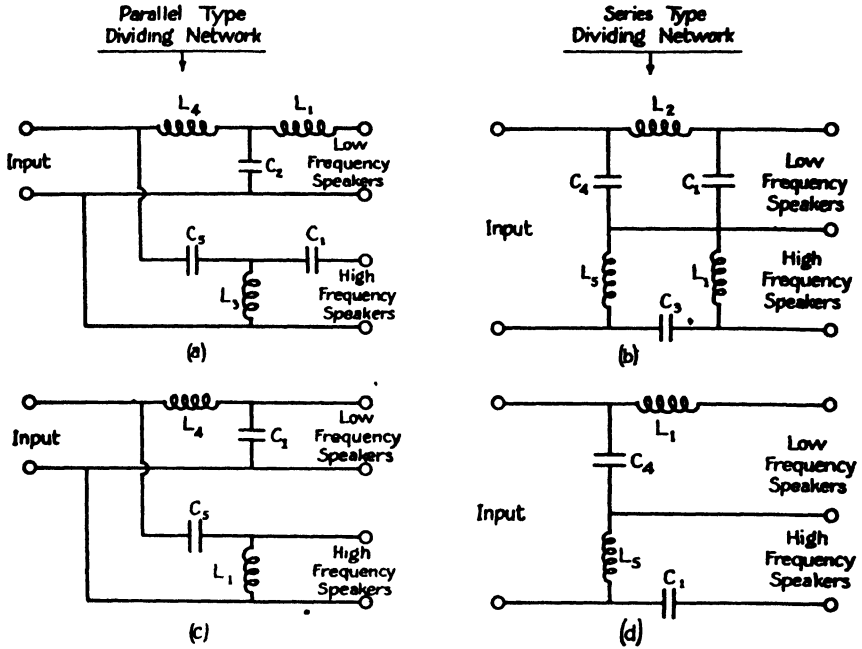 Parallel Type
Dividing Network
Series Type
Dividing Network
L4
L1
Input
C2
Low
Frequency
Speakers
C5
C1
L3
High
Frequency
Speakers
(a)
L2
C4
C1
Low
Frequency
Speakers
Input
L5
L1
High
Frequency
Speakers
C3
(b)
L4
Input
C1
Low
Frequency
Speakers
C5
L1
High
Frequency
Speakers
(c)
L1
C4
Low
Frequency
Speakers
Input
L5
C1
High
Frequency
Speakers
(d)